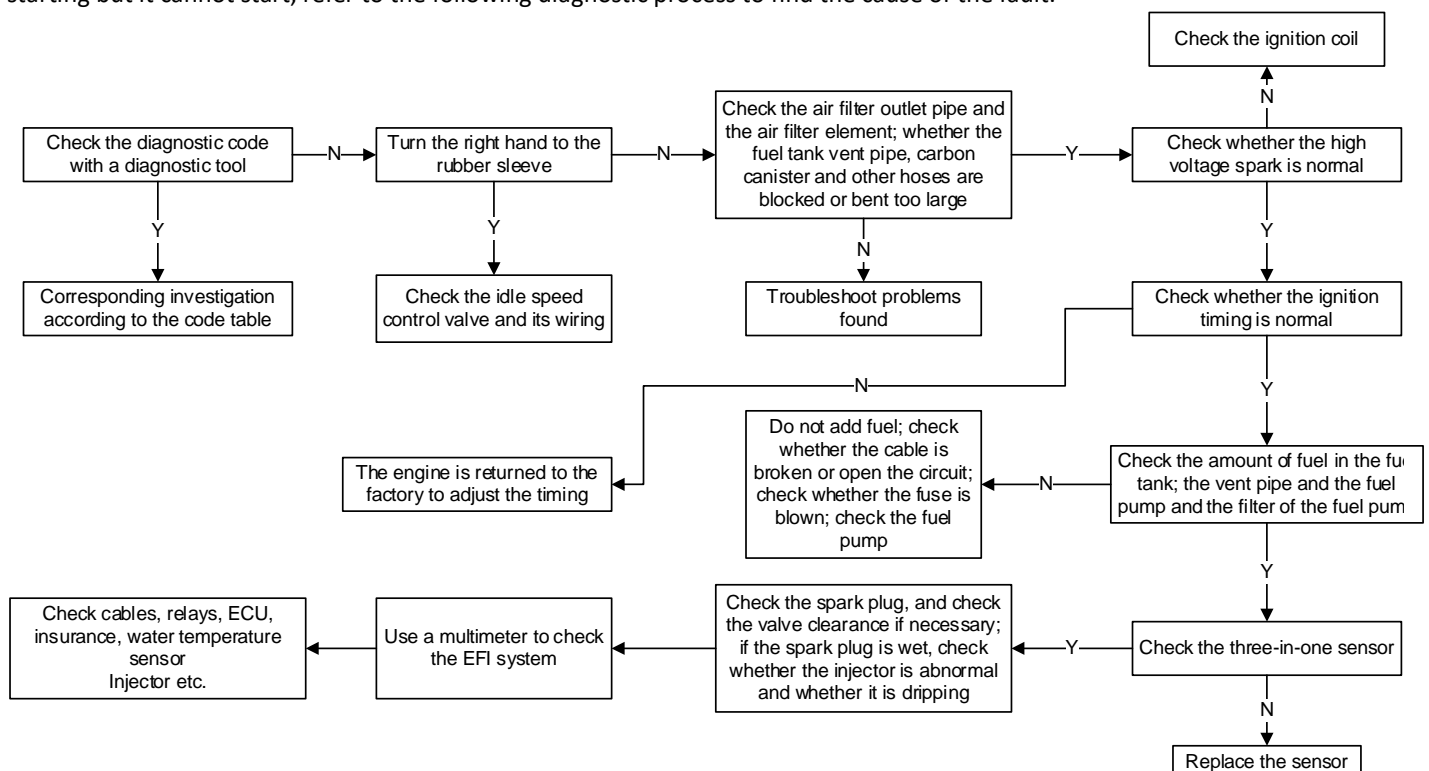 starting but it cannot start, refer to the following diagnostic process to find the cause of the fault.
Check the ignition coil
N
Check the diagnostic code
with a diagnostic tool
N
Turn the right hand to the
rubber sleeve
N
Check the air filter outlet pipe and
the air filter element; whether the
fuel tank vent pipe, carbon
canister and other hoses are
blocked or bent too large
Y
Check whether the high
voltage spark is normal
Y
Y
N
Y
Corresponding investigation
according to the code table
Check the idle speed
control valve and its wiring
Troubleshoot problems
found
Check whether the ignition
timing is normal
N
Y
The engine is returned to the
factory to adjust the timing
Do not add fuel; check
whether the cable is
broken or open the circuit;
check whether the fuse is
blown; check the fuel
pump
N
Check the amount of fuel in the fue
tank; the vent pipe and the fuel
pump and the filter of the fuel pum
Y
Check cables, relays, ECU,
insurance, water temperature
sensor
Injector etc.
Use a multimeter to check
the EFI system
Check the spark plug, and check
the valve clearance if necessary;
if the spark plug is wet, check
whether the injector is abnormal
and whether it is dripping
Y
Check the three-in-one sensor
N
Replace the sensor